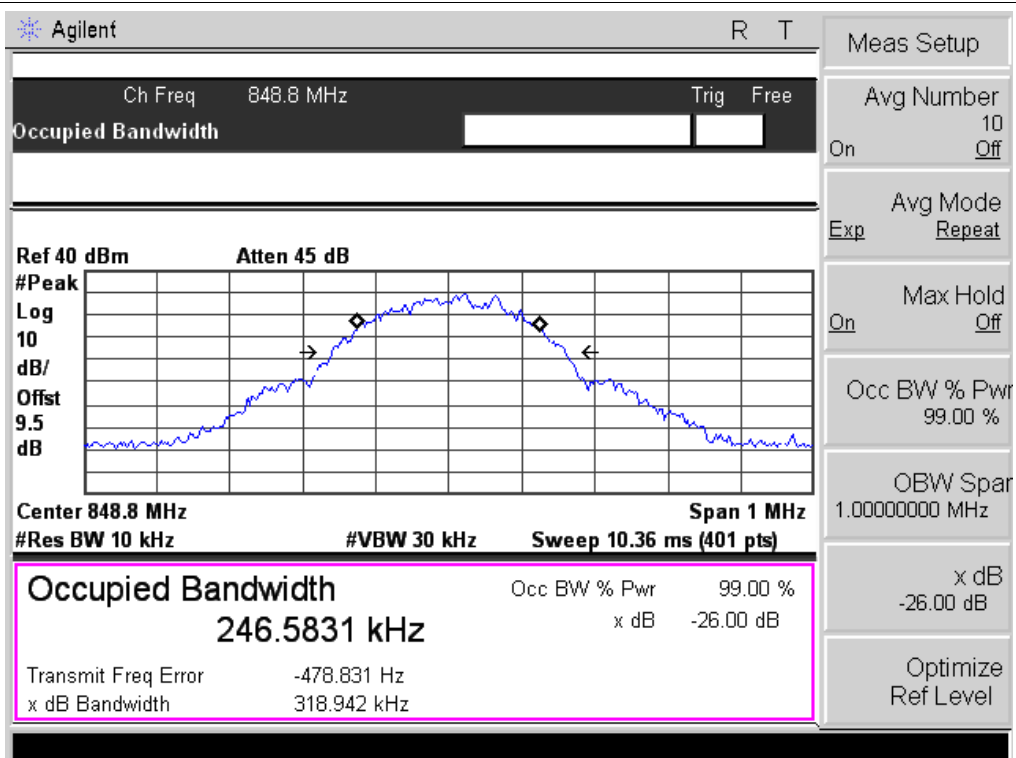 Agilent R T
Ch Freq 848.8 MHz Trig Free
Occupied Bandwidth
Ref 40 dBm Atten 45 dB
#Peak
Log
10
dB/
Offst
9.5
dB
Center 848.8 MHz Span 1 MHz
#Res BW 10 kHz #VBW 30 kHz Sweep 10.36 ms (401 pts)
Occupied Bandwidth Occ BW % Pwr 99.00 %
246.5831 kHz x dB -26.00 dB
Transmit Freq Error -478.831 Hz
x dB Bandwidth 318.942 kHz
Meas Setup
Avg Number
10
On Off
Avg Mode
Exp Repeat
Max Hold
On Off
Occ BW % Pwr
99.00 %
OBW Span
1.00000000 MHz
x dB
-26.00 dB
Optimize
Ref Level